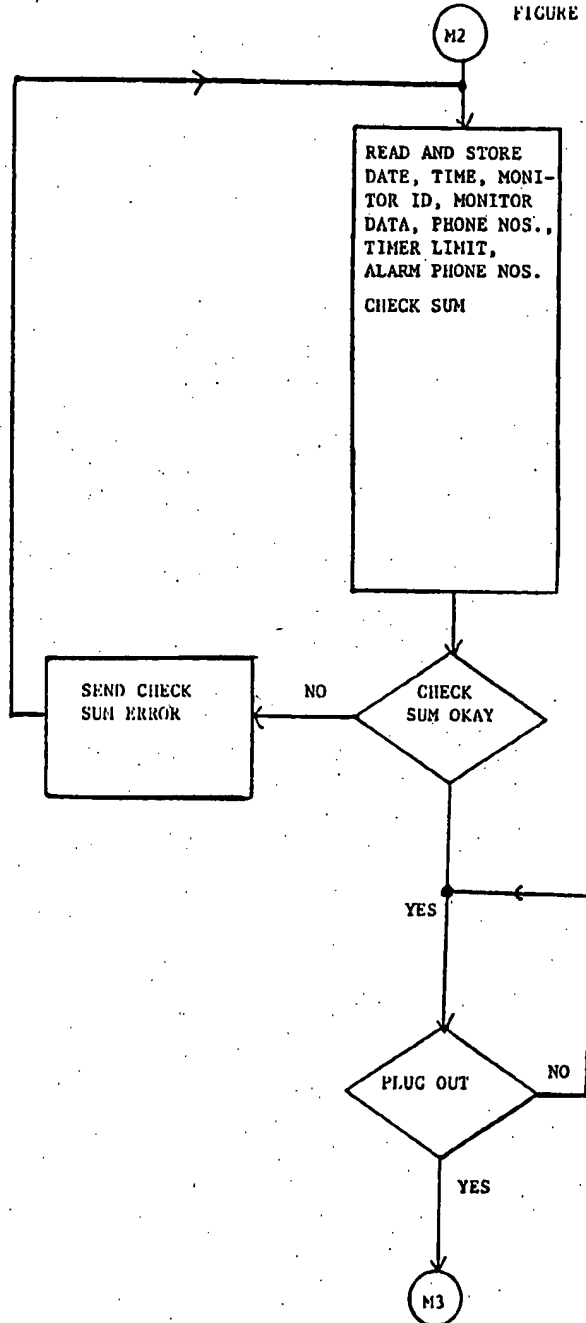 FIGURE
M2
READ AND STORE
DATE, TIME, MONI-
TOR ID, MONITOR
DATA, PHONE NOS.,
TIMER LIMIT,
ALARM PHONE NOS.
CHECK SUM
SEND CHECK
SUM ERROR
NO
CHECK
SUM OKAY
YES
PLUG OUT
NO
YES
M3